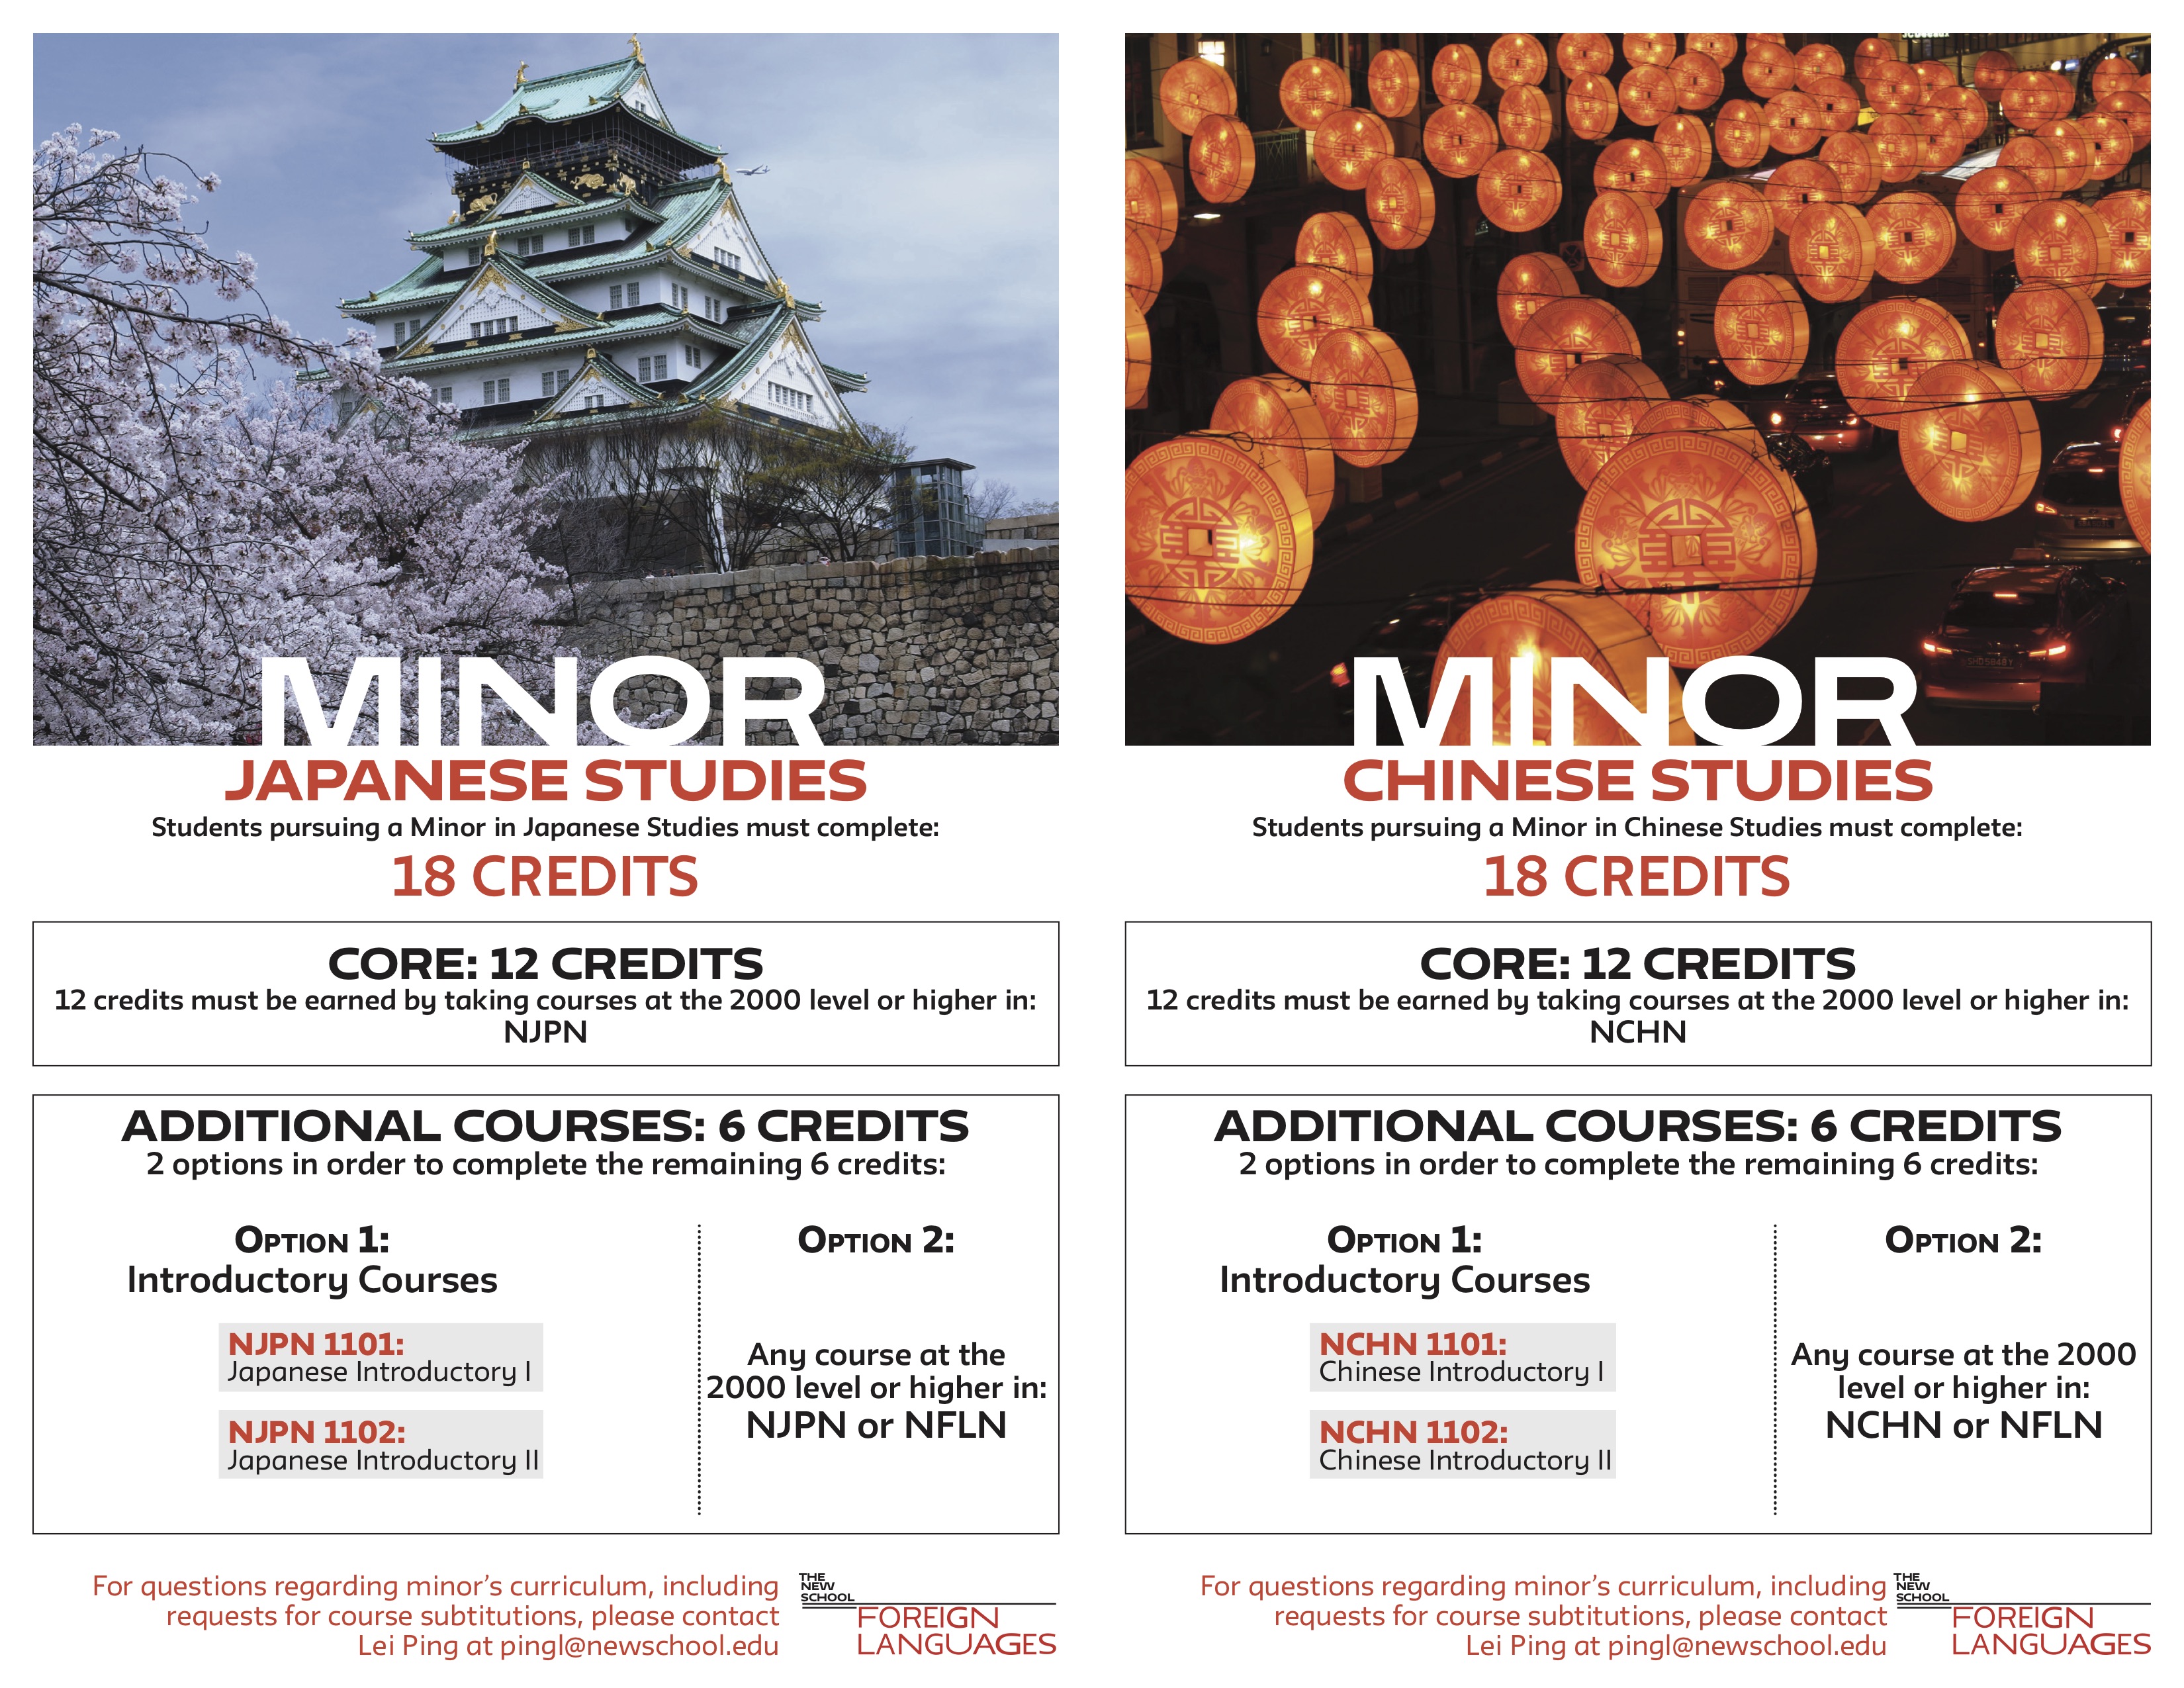 MINOR
JAPANESE STUDIES
Students pursuing a Minor in Japanese Studies must complete:
18 CREDITS
CORE: 12 CREDITS
12 credits must be earned by taking courses at the 2000 level or higher in:
NJPN
ADDITIONAL COURSES: 6 CREDITS
2 options in order to complete the remaining 6 credits:
OPTION 1:
Introductory Courses
NJPN 1101:
Japanese Introductory I
NJPN 1102:
Japanese Introductory II
OPTION 2:
Any course at the
2000 level or higher in:
NJPN or NFLN
For questions regarding minor's curriculum, including
requests for course subtitutions, please contact
Lei Ping at pingl@newschool.edu
THE
NEW
SCHOOL
FOREIGN
LANGUAGES
MINOR
CHINESE STUDIES
Students pursuing a Minor in Chinese Studies must complete:
18 CREDITS
CORE: 12 CREDITS
12 credits must be earned by taking courses at the 2000 level or higher in:
NCHN
ADDITIONAL COURSES: 6 CREDITS
2 options in order to complete the remaining 6 credits:
OPTION 1:
Introductory Courses
NCHN 1101:
Chinese Introductory I
NCHN 1102:
Chinese Introductory II
OPTION 2:
Any course at the 2000
level or higher in:
NCHN or NFLN
For questions regarding minor's curriculum, including
requests for course subtitutions, please contact
Lei Ping at pingl@newschool.edu
THE
NEW
SCHOOL
FOREIGN
LANGUAGES